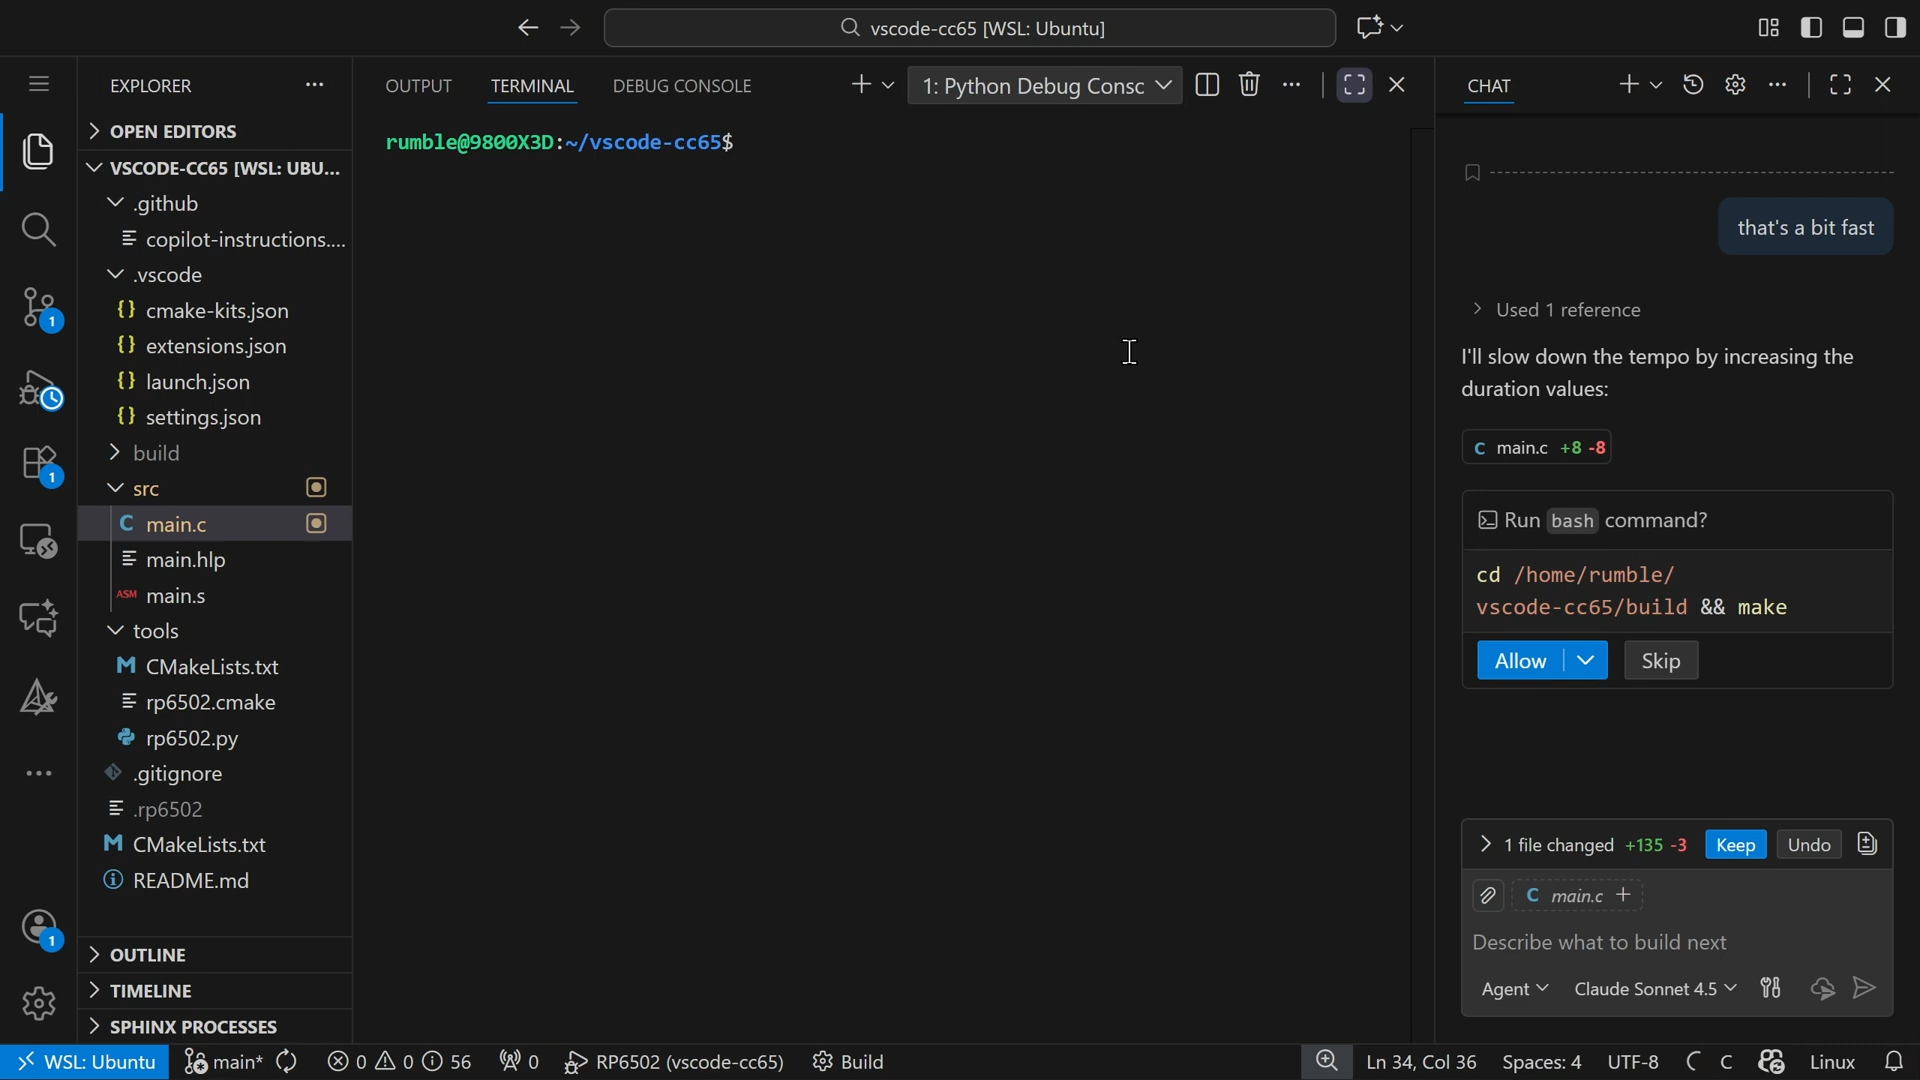 vscode-cc65 [WSL: Ubuntu]
EXPLORER
OPEN EDITORS
VSCODE-CC65 [WSL: UBU...
.github
copilot-instructions....
.vscode
{} cmake-kits.json
{} extensions.json
{} launch.json
{} settings.json
build
src
C main.c
main.hlp
ASM main.s
tools
M CMakeLists.txt
rp6502.cmake
rp6502.py
.gitignore
.rp6502
M CMakeLists.txt
README.md
OUTLINE
TIMELINE
SPHINX PROCESSES
1
1
1
OUTPUT TERMINAL DEBUG CONSOLE
1: Python Debug Consc
rumble@9800X3D:~/vscode-cc65$
CHAT
that's a bit fast
Used 1 reference
I'll slow down the tempo by increasing the
duration values:
C main.c +8 -8
Run bash command?
cd /home/rumble/
vscode-cc65/build && make
Allow Skip
1 file changed +135 -3 Keep Undo
C main.c +
Describe what to build next
Agent Claude Sonnet 4.5
WSL: Ubuntu main* 0 0 56 0 RP6502 (vscode-cc65) Build Ln 34, Col 36 Spaces: 4 UTF-8 C Linux